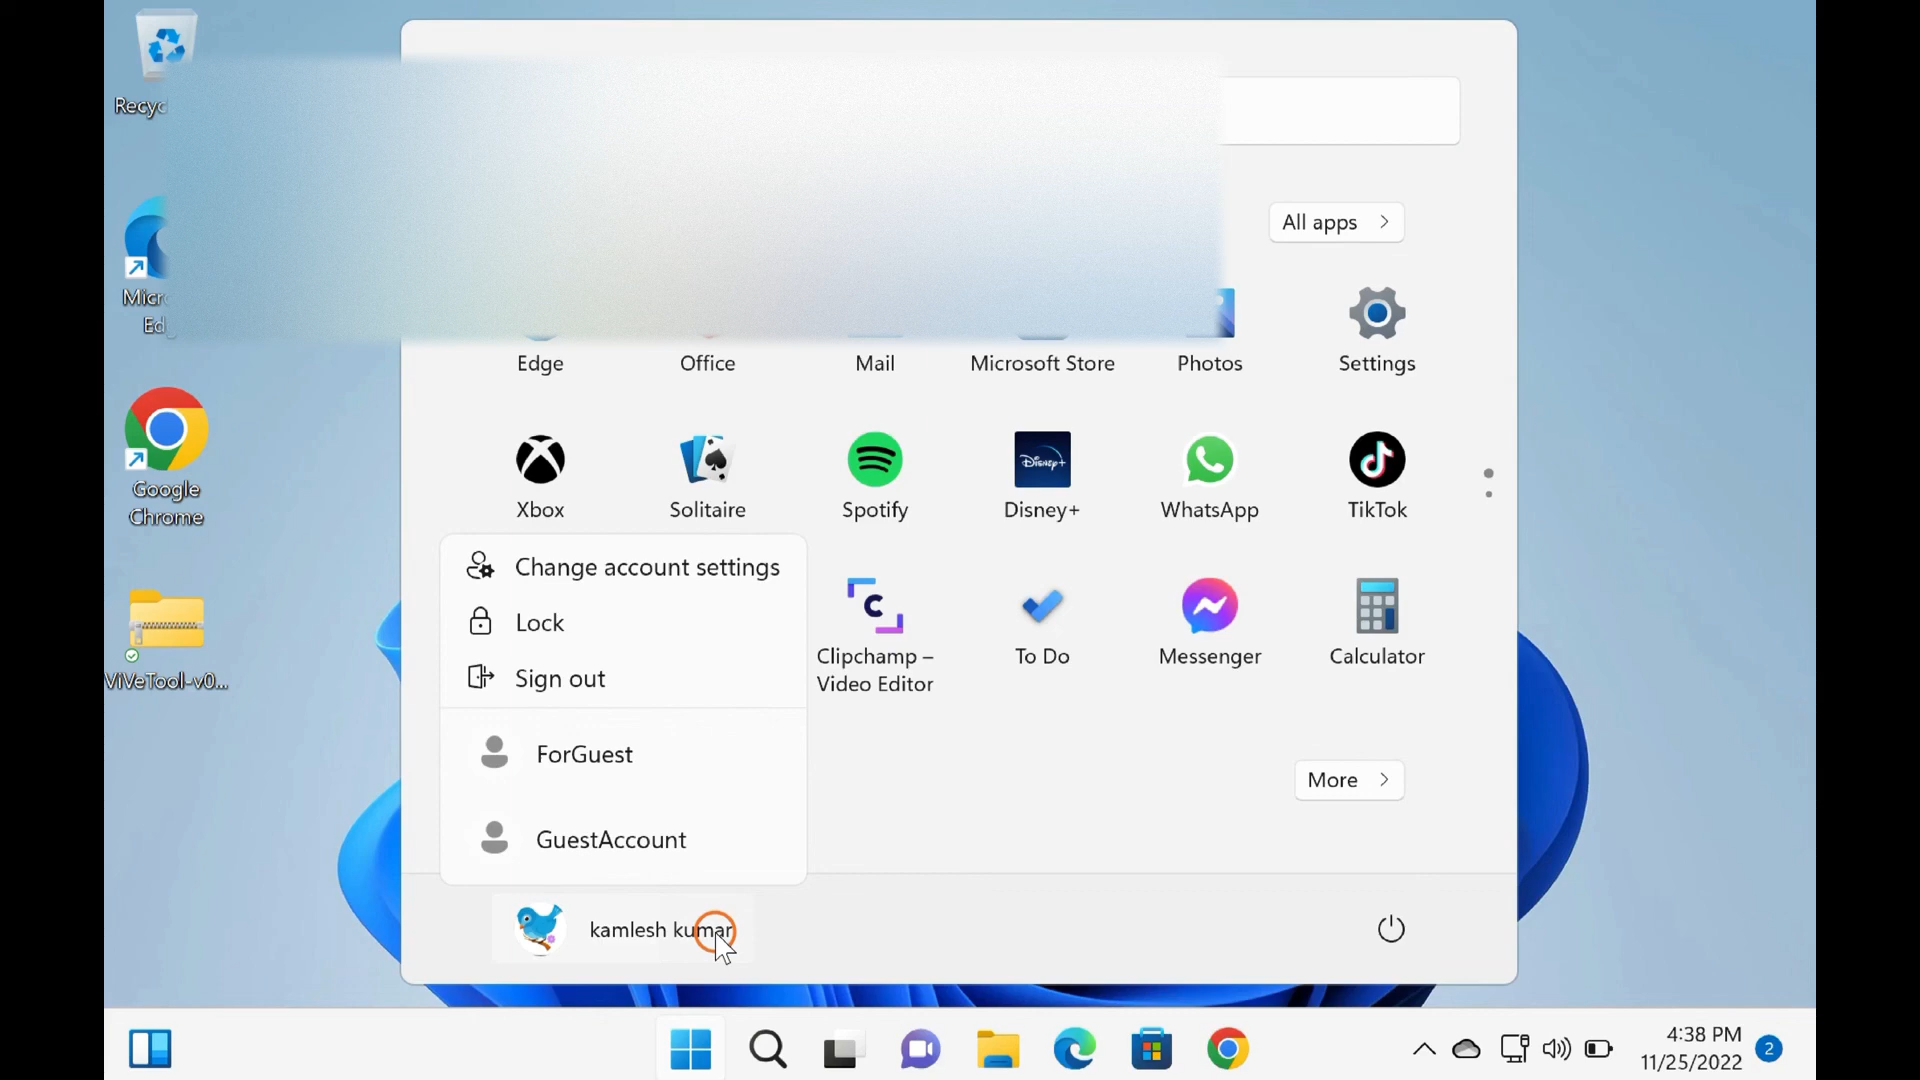 Recyc
All apps
Micr
Ed
Edge
Office
Mail
Microsoft Store
Photos
Settings
Google
Chrome
Xbox
Solitaire
Spotify
Disney+
Disney+
WhatsApp
TikTok
Change account settings
Lock
Sign out
Clipchamp –
Video Editor
To Do
Messenger
Calculator
ViVeTool-v0...
ForGuest
GuestAccount
More
kamlesh kumar
4:38 PM
11/25/2022
2